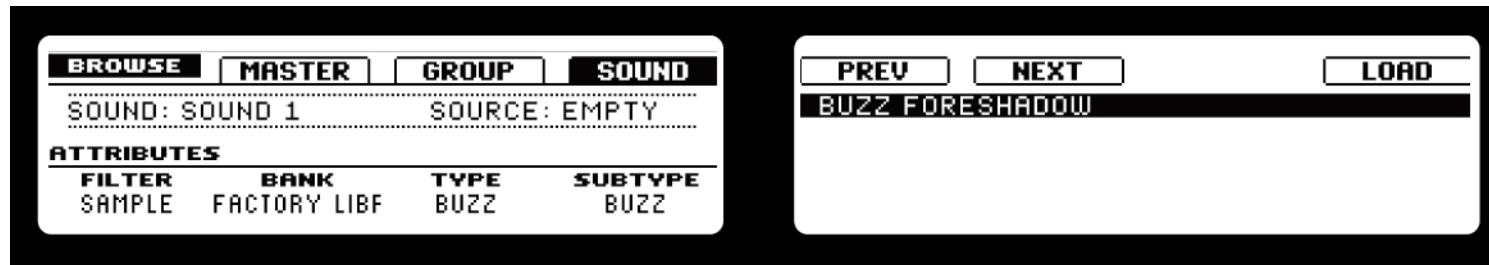 BROWSE MASTER GROUP SOUND
SOUND: SOUND 1 SOURCE: EMPTY
ATTRIBUTES
FILTER BANK TYPE SUBTYPE
SAMPLE FACTORY LIBF BUZZ BUZZ
PREV NEXT LOAD
BUZZ FORESHADOW